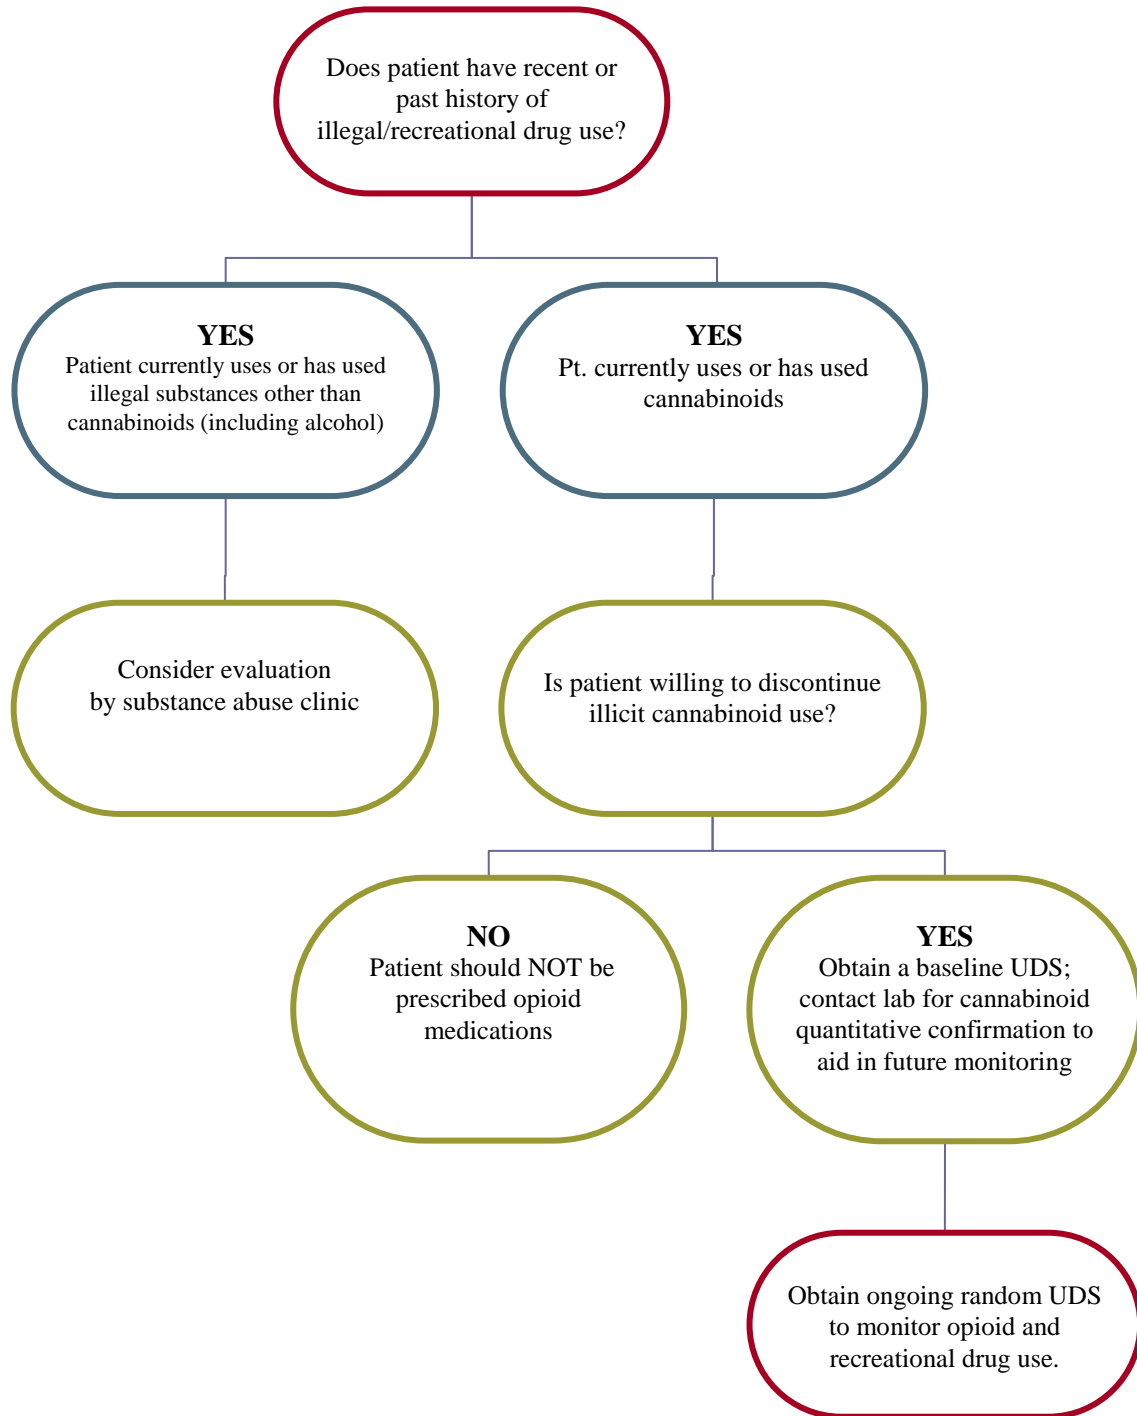 Does patient have recent or
past history of
illegal/recreational drug use?
YES
Patient currently uses or has used
illegal substances other than
cannabinoids (including alcohol)
YES
Pt. currently uses or has used
cannabinoids
Consider evaluation
by substance abuse clinic
Is patient willing to discontinue
illicit cannabinoid use?
NO
Patient should NOT be
prescribed opioid
medications
YES
Obtain a baseline UDS;
contact lab for cannabinoid
quantitative confirmation to
aid in future monitoring
Obtain ongoing random UDS
to monitor opioid and
recreational drug use.